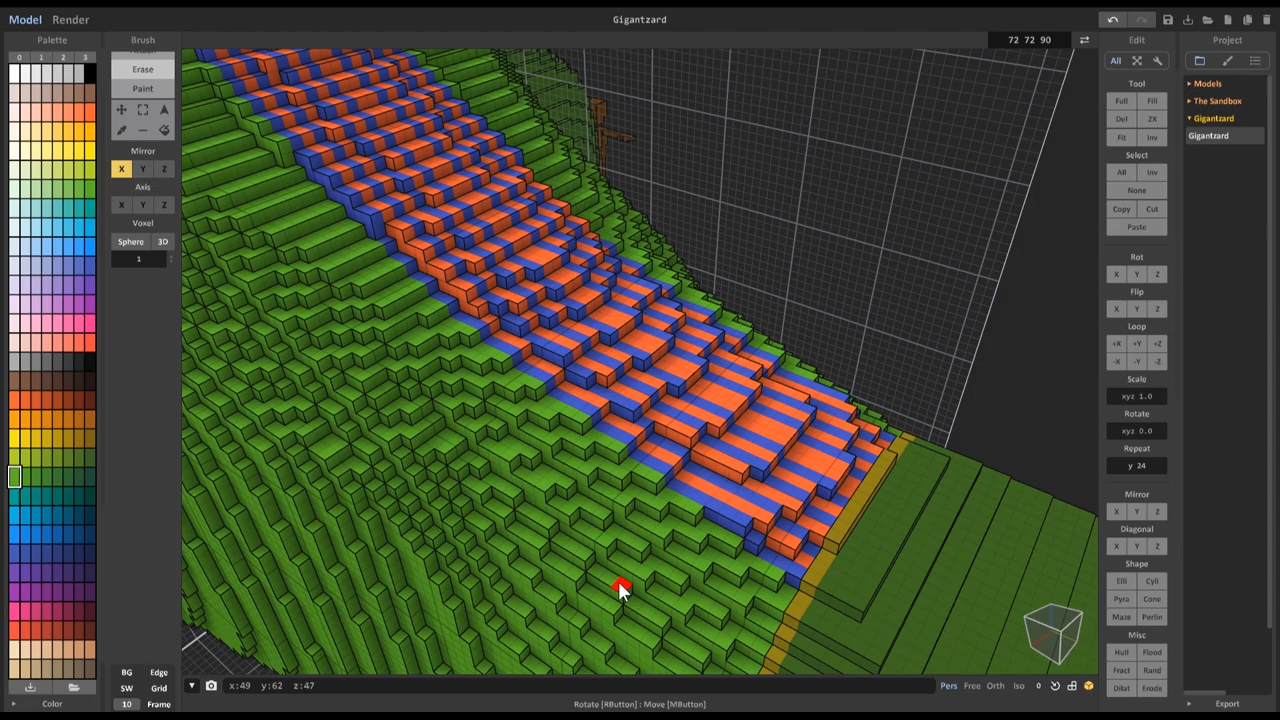 Model Render
Gigantzard
Palette
Brush
72 72 90
Edit
Project
0 1 2 3
Erase
Paint
Mirror
X Y Z
Axis
X Y Z
Voxel
Sphere 3D
1
BG Edge
SW Grid
10 Frame
Color
All
Tool
Full Fill
Del 2X
Fit Inv
Select
All Inv
None
Copy Cut
Paste
Rot
X Y Z
Flip
X Y Z
Loop
+X +Y +Z
-X -Y -Z
Scale
xyz 1.0
Rotate
xyz 0.0
Repeat
y 24
Mirror
X Y Z
Diagonal
X Y Z
Shape
Elli Cyli
Pyra Cone
Maze Perlin
Misc
Hull Flood
Fract Rand
Dilat Erode
Models
The Sandbox
Gigantzard
Gigantzard
Export
x:49 y:62 z:47
Pers Free Orth Iso 0
Rotate [RButton] : Move [MButton]